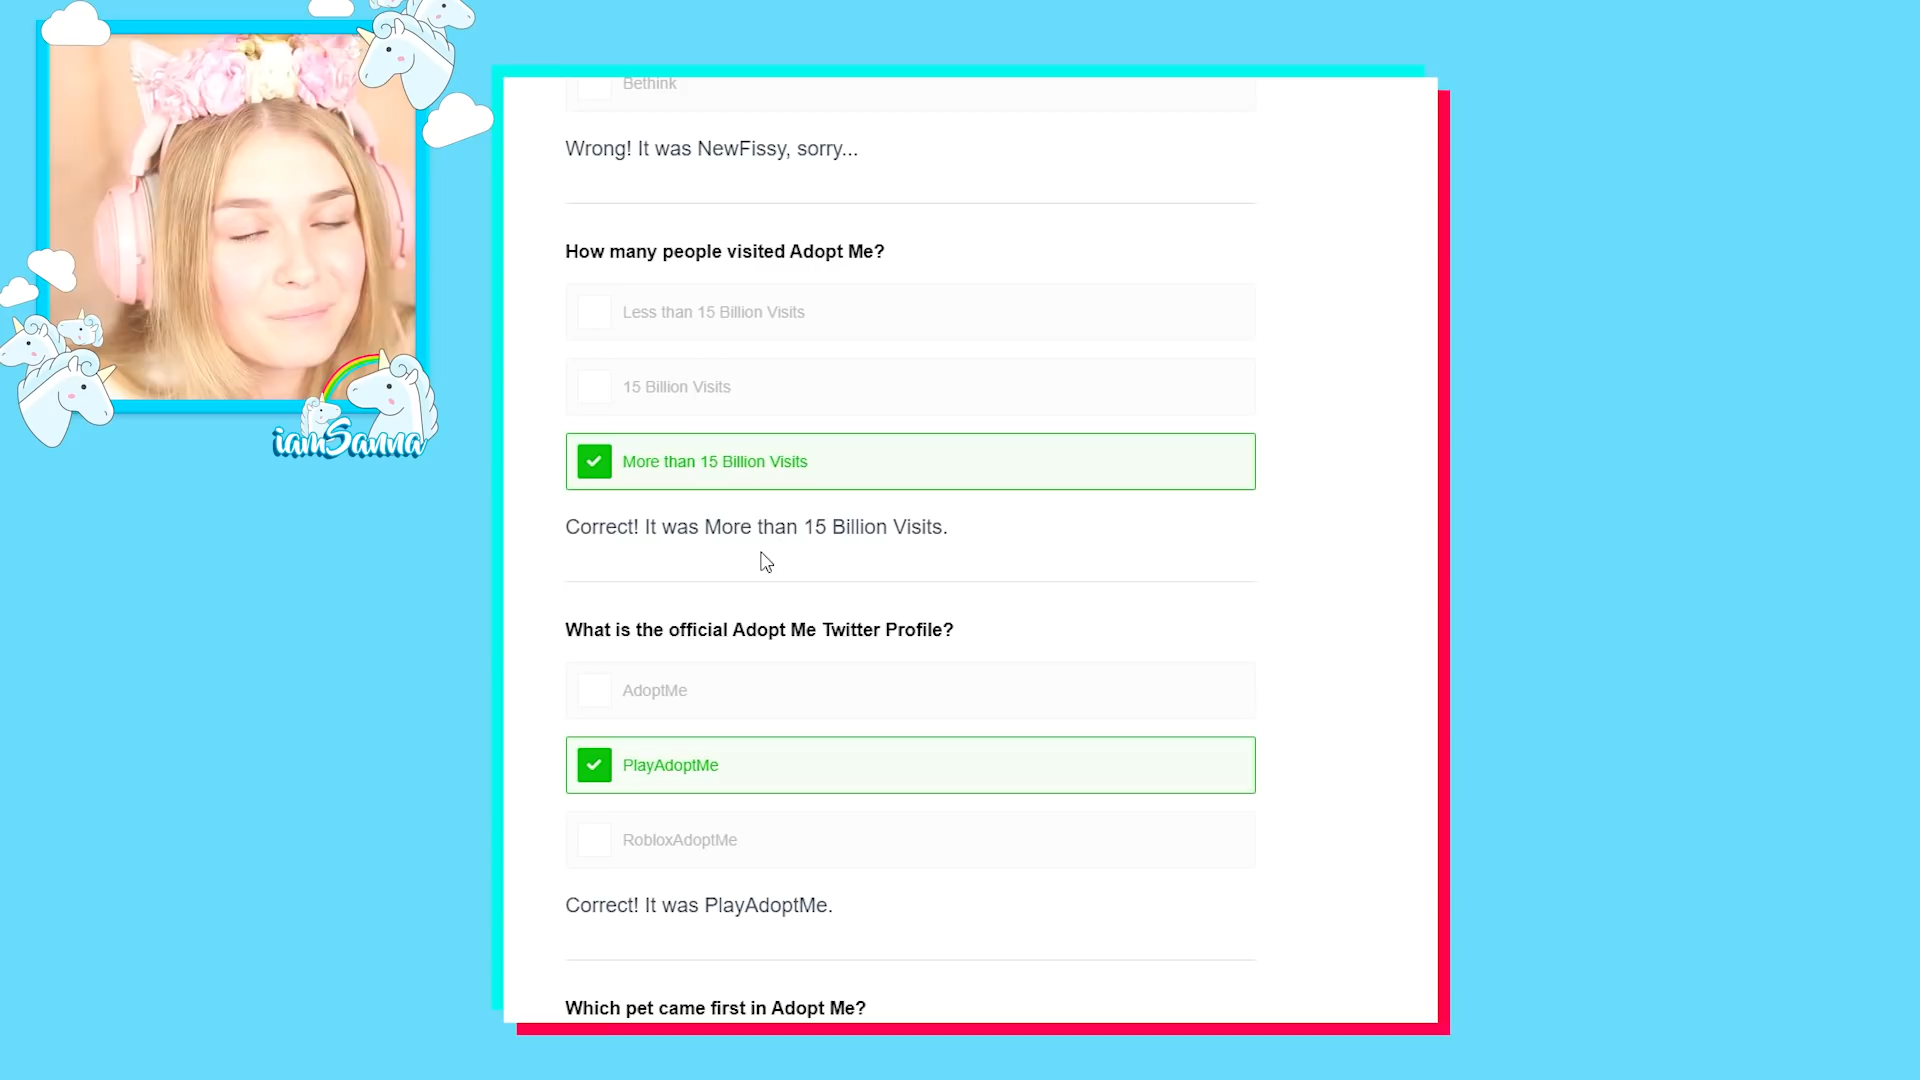 iamSanna
Bethink
Wrong! It was NewFissy, sorry...
How many people visited Adopt Me?
Less than 15 Billion Visits
15 Billion Visits
More than 15 Billion Visits
Correct! It was More than 15 Billion Visits.
What is the official Adopt Me Twitter Profile?
AdoptMe
PlayAdoptMe
RobloxAdoptMe
Correct! It was PlayAdoptMe.
Which pet came first in Adopt Me?